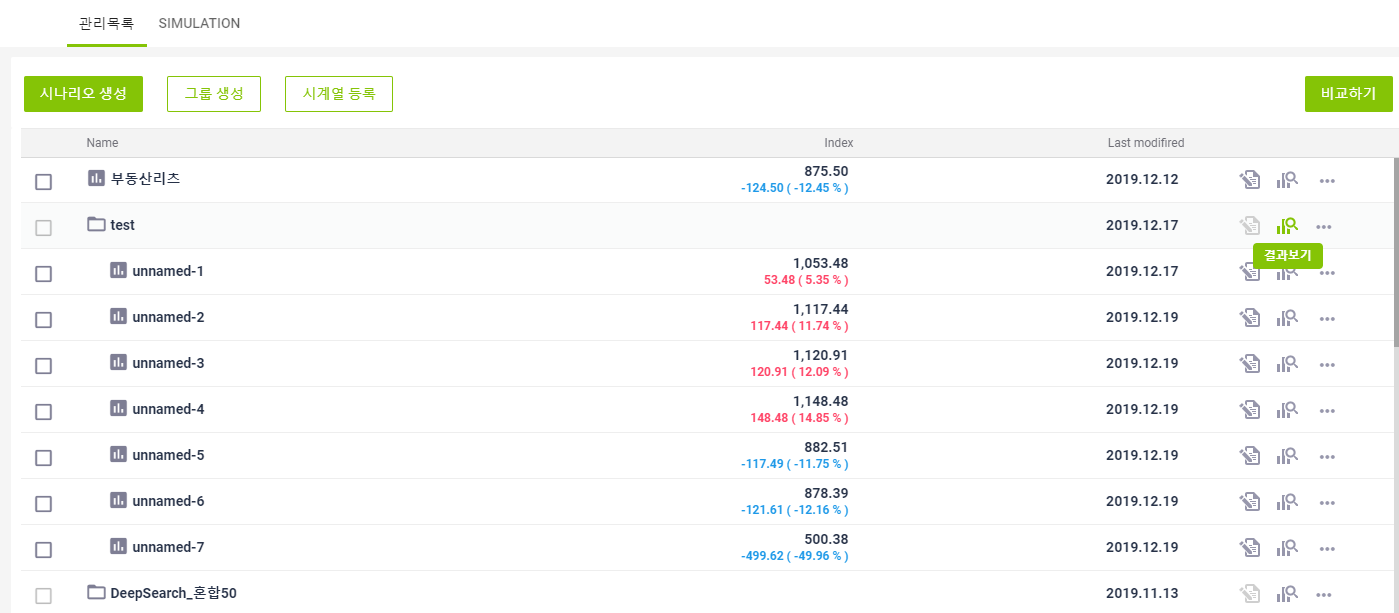 관리목록 SIMULATION
시나리오 생성 그룹 생성 시계열 등록 비교하기
Name Index Last modifired
부동산리츠 875.50 2019.12.12
-124.50 ( -12.45 % )
test 2019.12.17
결과보기
unnamed-1 1,053.48 2019.12.17
53.48 ( 5.35 % )
unnamed-2 1,117.44 2019.12.19
117.44 ( 11.74 % )
unnamed-3 1,120.91 2019.12.19
120.91 ( 12.09 % )
unnamed-4 1,148.48 2019.12.19
148.48 ( 14.85 % )
unnamed-5 882.51 2019.12.19
-117.49 ( -11.75 % )
unnamed-6 878.39 2019.12.19
-121.61 ( -12.16 % )
unnamed-7 500.38 2019.12.19
-499.62 ( -49.96 % )
DeepSearch_혼합50 2019.11.13